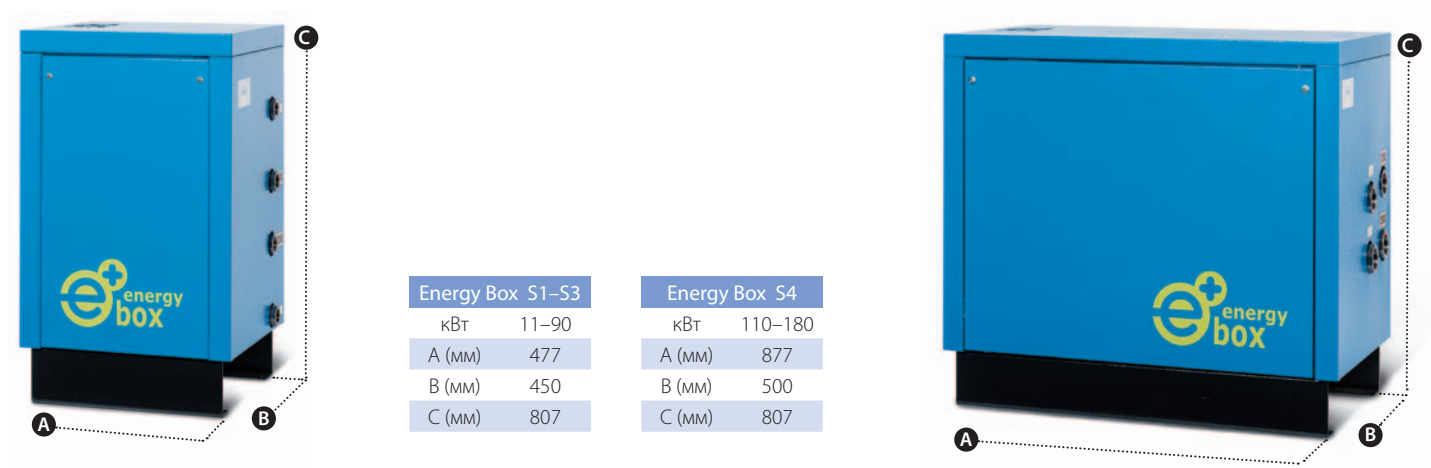 C
e+ energy
box
A
B
Energy Box S1–S3
кВт 11–90
A (мм) 477
B (мм) 450
C (мм) 807
Energy Box S4
кВт 110–180
A (мм) 877
B (мм) 500
C (мм) 807
C
e+ energy
box
A
B